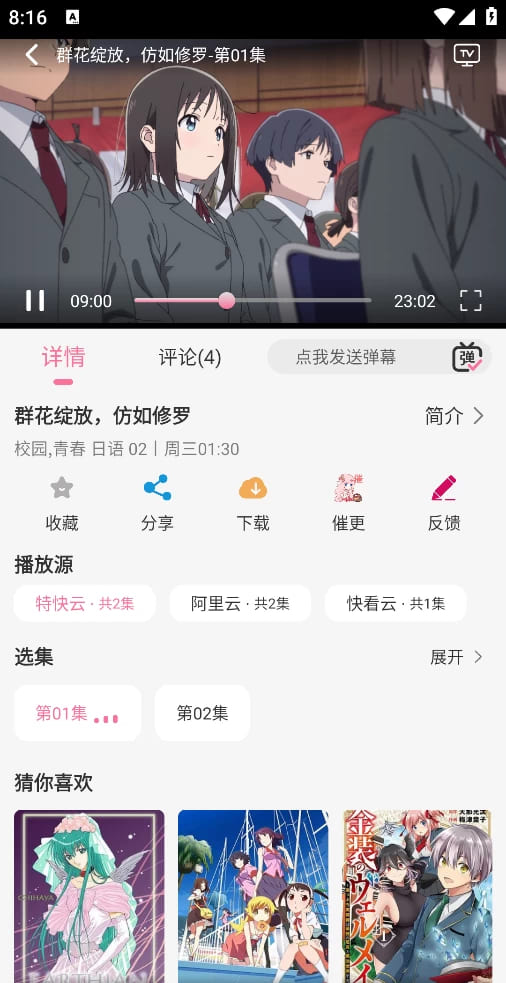 8:16 A
群花绽放，仿如修罗-第01集
TV
09:00 23:02
详情 评论(4) 点我发送弹幕 弹
群花绽放，仿如修罗 简介
校园,青春 日语 02丨周三01:30
催
收藏 分享 下载 催更 反馈
播放源
特快云 · 共2集 阿里云 · 共2集 快看云 · 共1集
选集 展开
第01集 第02集
猜你喜欢
CHIHAYA
金装のヴェルメイ